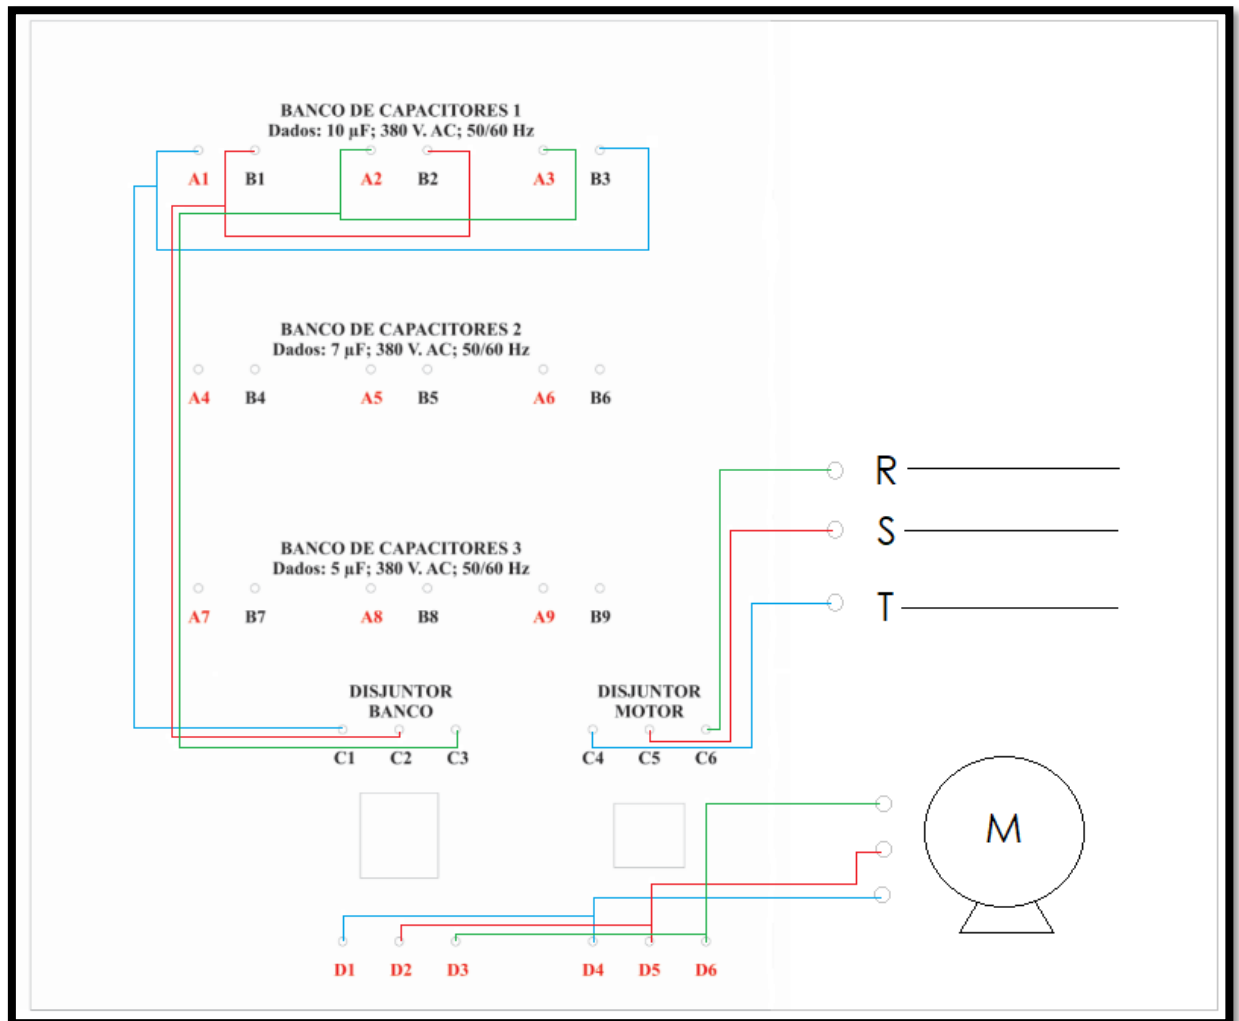 BANCO DE CAPACITORES 1
Dados: 10 µF; 380 V. AC; 50/60 Hz
A1 B1 A2 B2 A3 B3
BANCO DE CAPACITORES 2
Dados: 7 µF; 380 V. AC; 50/60 Hz
A4 B4 A5 B5 A6 B6
R
S
BANCO DE CAPACITORES 3
Dados: 5 µF; 380 V. AC; 50/60 Hz
T
A7 B7 A8 B8 A9 B9
DISJUNTOR
BANCO
DISJUNTOR
MOTOR
C1 C2 C3 C4 C5 C6
M
D1 D2 D3 D4 D5 D6